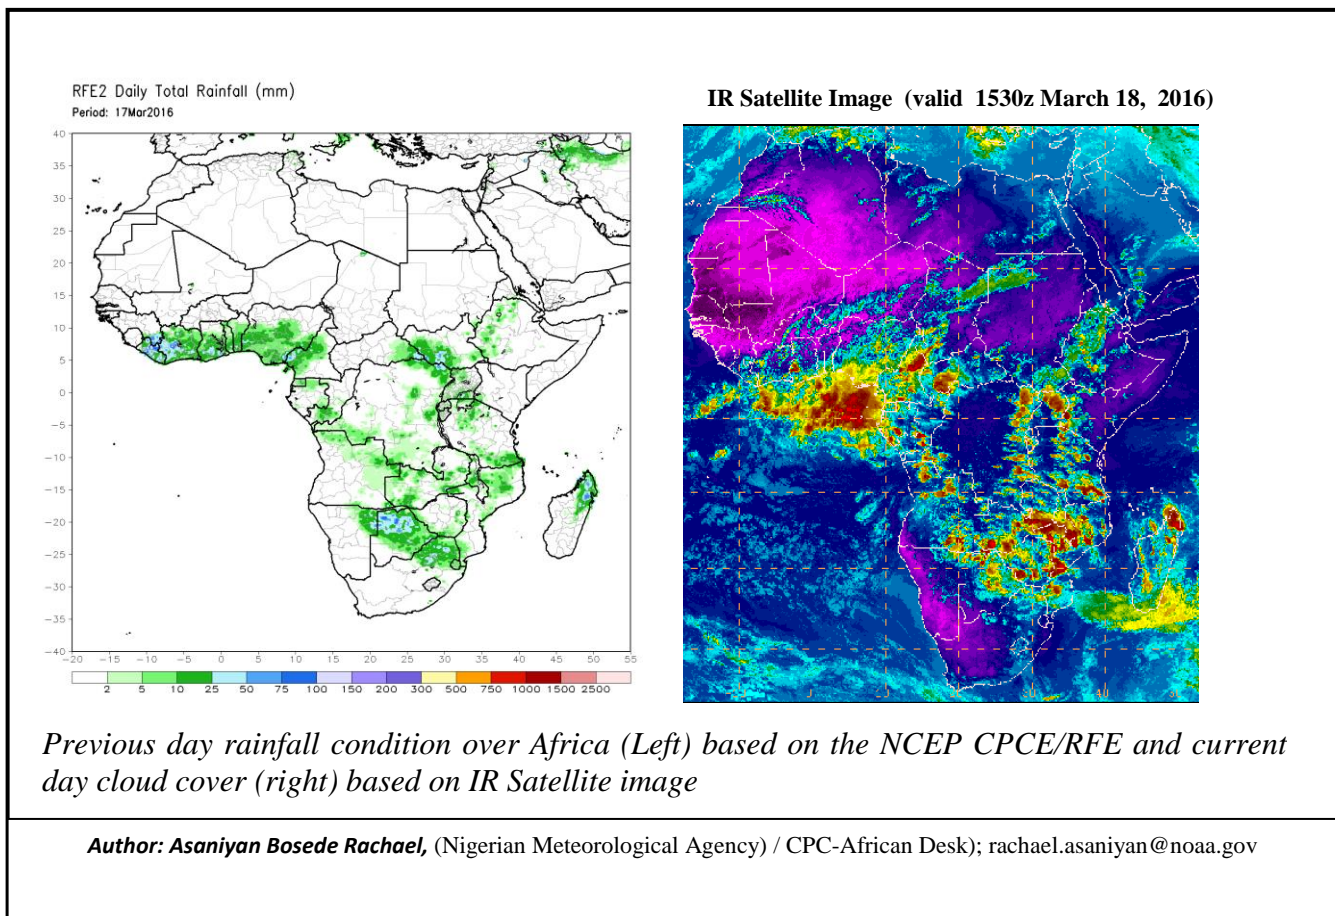 RFE2 Daily Total Rainfall (mm)
Period: 17Mar2016
IR Satellite Image (valid 1530z March 18, 2016)
40
35
30
25
20
15
10
5
0
−5
−10
−15
−20
−25
−30
−35
−40
−20 −15 −10 −5 0 5 10 15 20 25 30 35 40 45 50 55
2 5 10 25 50 75 100 150 200 300 500 750 1000 1500 2500
Previous day rainfall condition over Africa (Left) based on the NCEP CPCE/RFE and current
day cloud cover (right) based on IR Satellite image
Author: Asaniyan Bosede Rachael, (Nigerian Meteorological Agency) / CPC-African Desk); rachael.asaniyan@noaa.gov